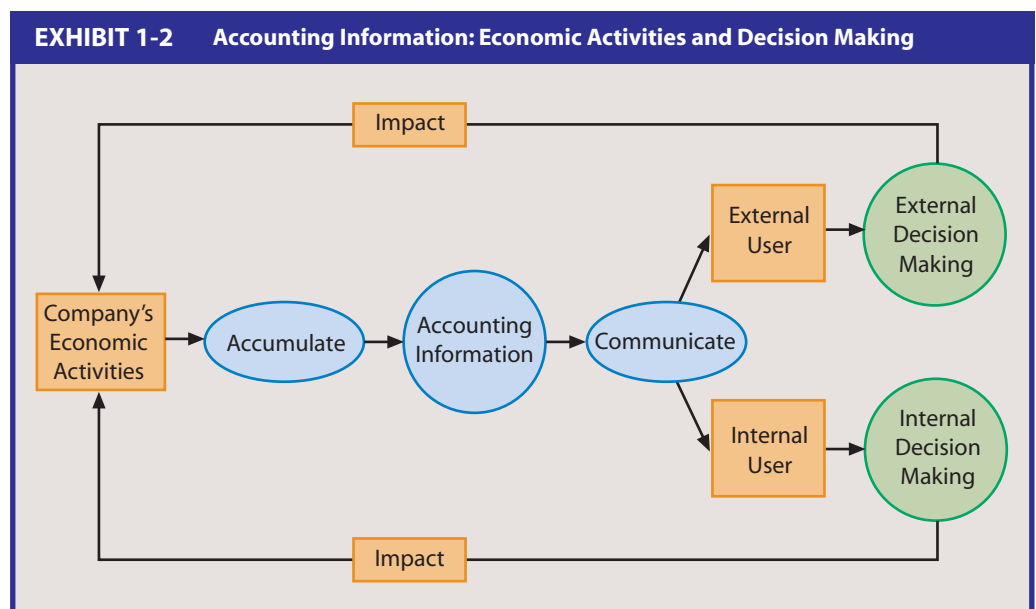 EXHIBIT 1-2 Accounting Information: Economic Activities and Decision Making
Impact
External
User
External
Decision
Making
Company's
Economic
Activities
Accumulate
Accounting
Information
Communicate
Internal
User
Internal
Decision
Making
Impact